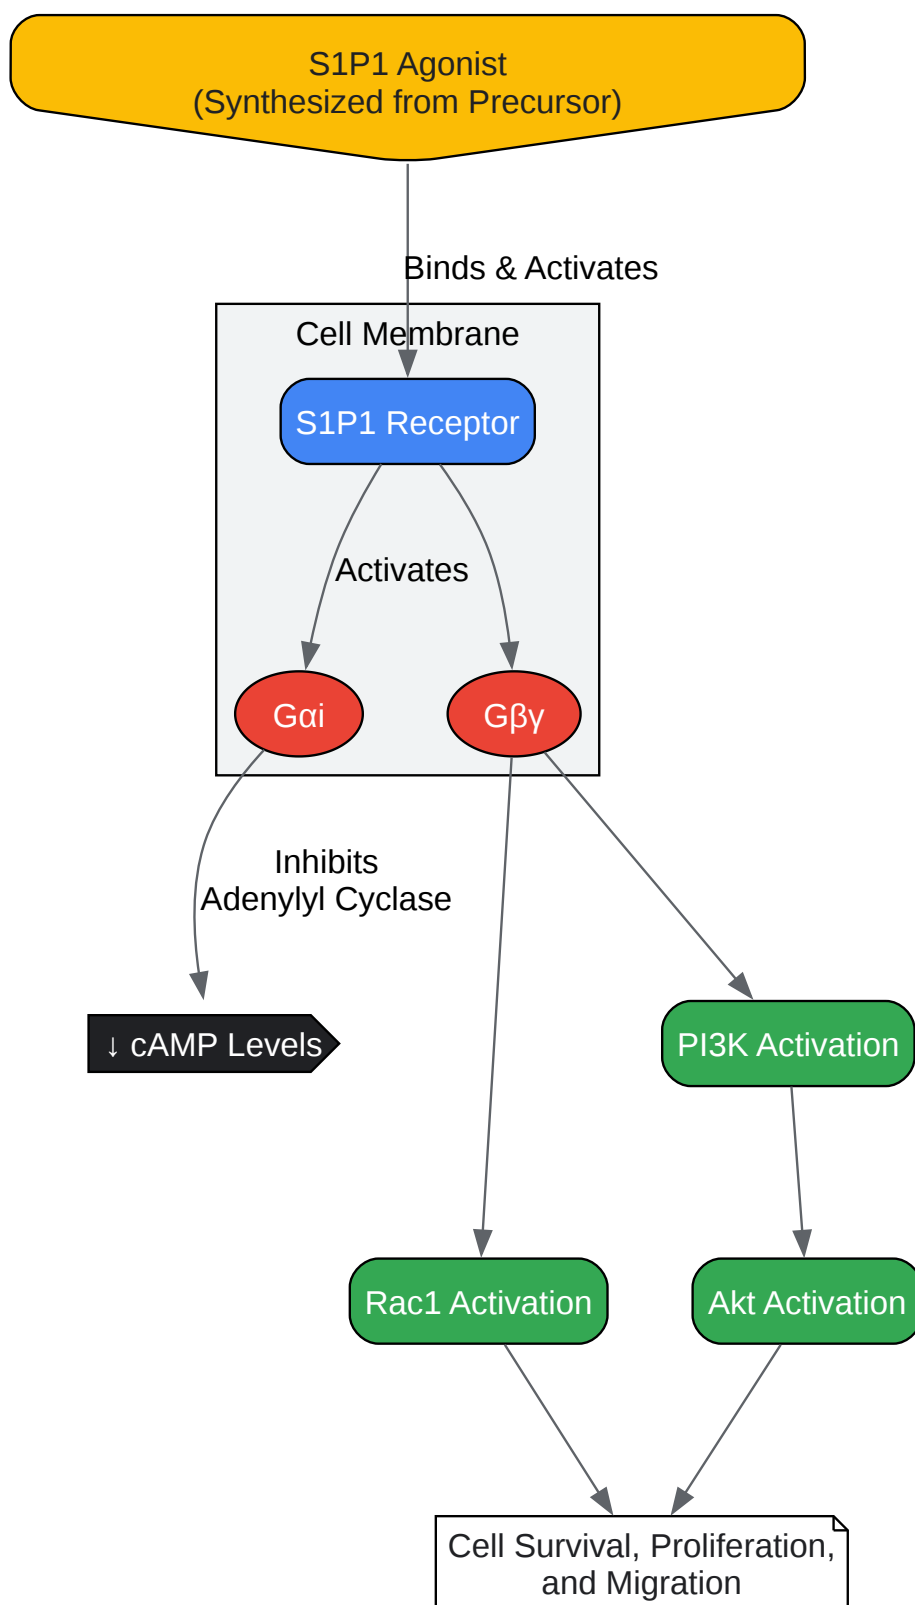 S1P1 Agonist
(Synthesized from Precursor)
Binds & Activates
Cell Membrane
S1P1 Receptor
Activates
Gαi
Gβγ
Inhibits
Adenylyl Cyclase
↓ cAMP Levels
PI3K Activation
Rac1 Activation
Akt Activation
Cell Survival, Proliferation,
and Migration